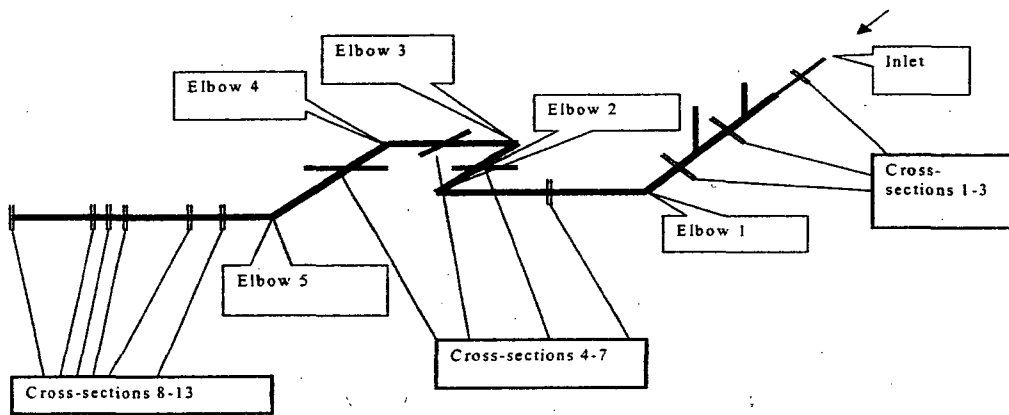 Elbow 3
Elbow 4
Inlet
Elbow 2
Cross-
sections 1-3
Elbow 1
Elbow 5
Cross-sections 4-7
Cross-sections 8-13